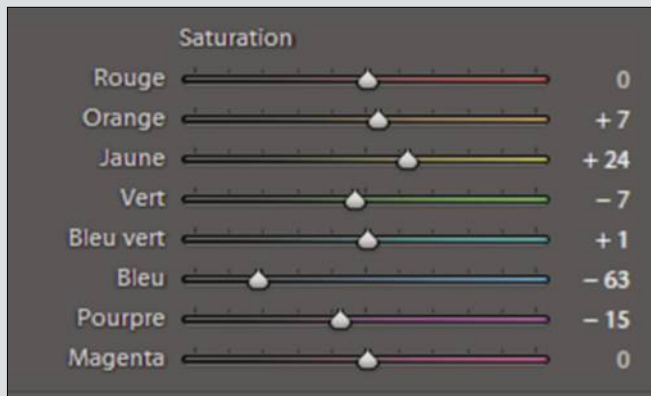 Saturation
Rouge 0
Orange + 7
Jaune + 24
Vert − 7
Bleu vert + 1
Bleu − 63
Pourpre − 15
Magenta 0